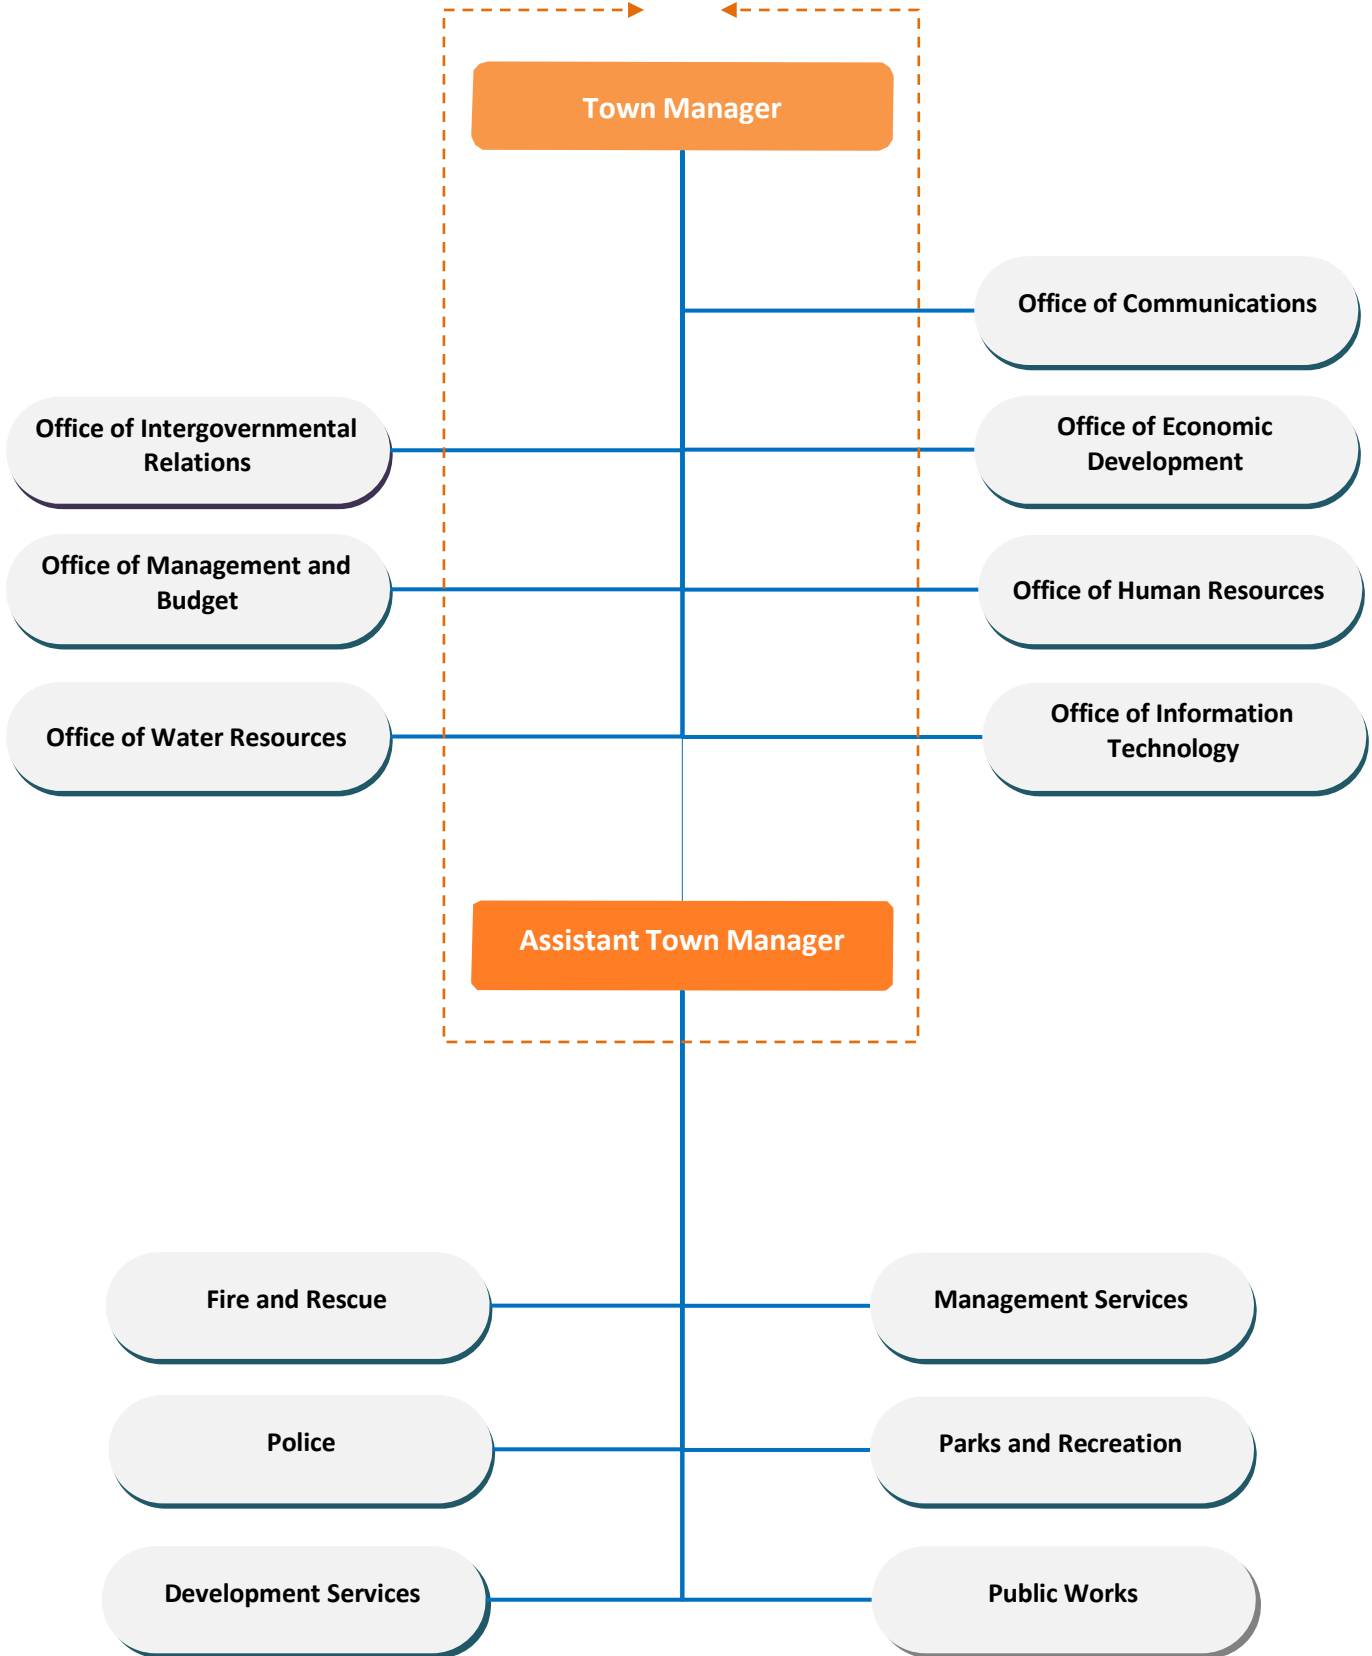 Town Manager
Office of Communications
Office of Intergovernmental
Relations
Office of Economic
Development
Office of Management and
Budget
Office of Human Resources
Office of Water Resources
Office of Information
Technology
Assistant Town Manager
Fire and Rescue
Management Services
Police
Parks and Recreation
Development Services
Public Works